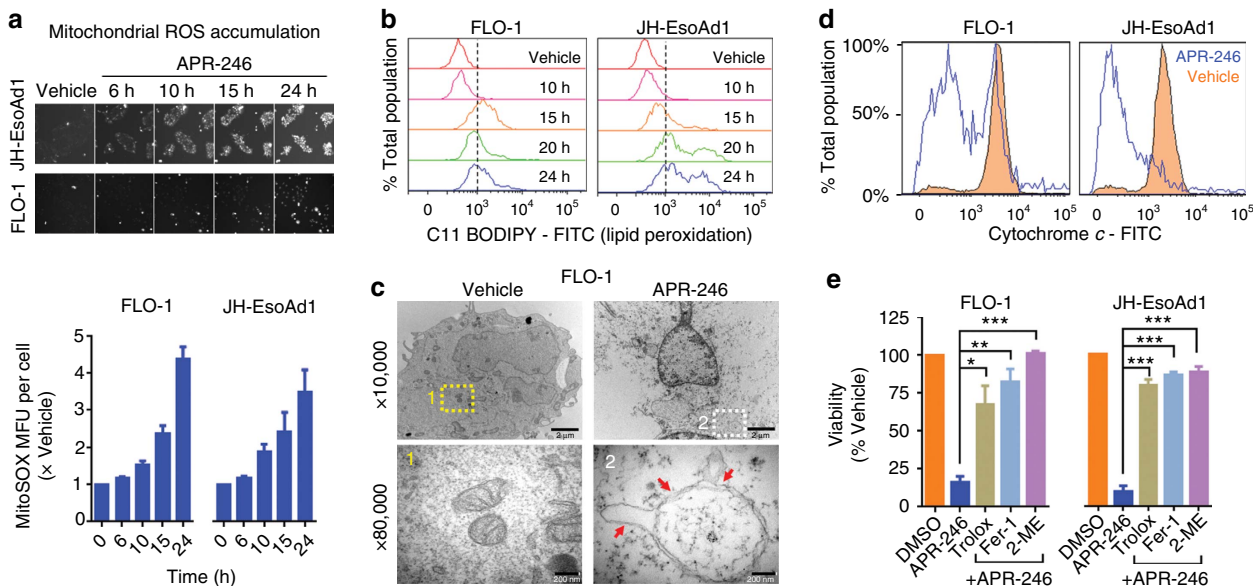 a
Mitochondrial ROS accumulation
APR-246
Vehicle 6 h 10 h 15 h 24 h
JH-EsoAd1
FLO-1
FLO-1 JH-EsoAd1
MitoSOX MFU per cell
(× Vehicle)
5
4
3
2
1
0
0 6 10 15 24 0 6 10 15 24
Time (h)
b
FLO-1 JH-EsoAd1
% Total population
Vehicle Vehicle
10 h 10 h
15 h 15 h
20 h 20 h
24 h 24 h
0 10³ 10⁴ 10⁵ 0 10³ 10⁴ 10⁵
C11 BODIPY - FITC (lipid peroxidation)
c
FLO-1
Vehicle APR-246
×10,000
1
2 μm
2
2 μm
×80,000
1
200 nm
2
200 nm
d
FLO-1 JH-EsoAd1
% Total population
100%
50%
0%
APR-246
Vehicle
0 10³ 10⁴ 10⁵ 0 10³ 10⁴ 10⁵
Cytochrome c - FITC
e
FLO-1 JH-EsoAd1
Viability
(% Vehicle)
125
100
75
50
25
0
***
**
*
125
100
75
50
25
0
***
***
***
DMSO APR-246 Trolox Fer-1 2-ME DMSO APR-246 Trolox Fer-1 2-ME
+APR-246 +APR-246